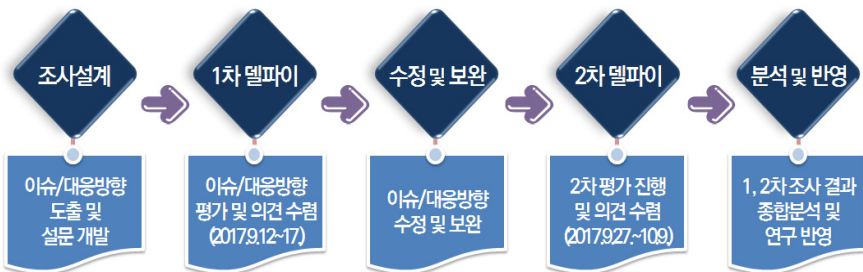 조사설계
1차 델파이
수정 및 보완
2차 델파이
분석 및 반영
이슈/대응방향
도출 및
설문 개발
이슈/대응방향
평가 및 의견 수렴
(2017.9.12~17.)
이슈/대응방향
수정 및 보완
2차 평가 진행
및 의견 수렴
(2017.9.27.~10.9.)
1, 2차 조사 결과
종합분석 및
연구 반영